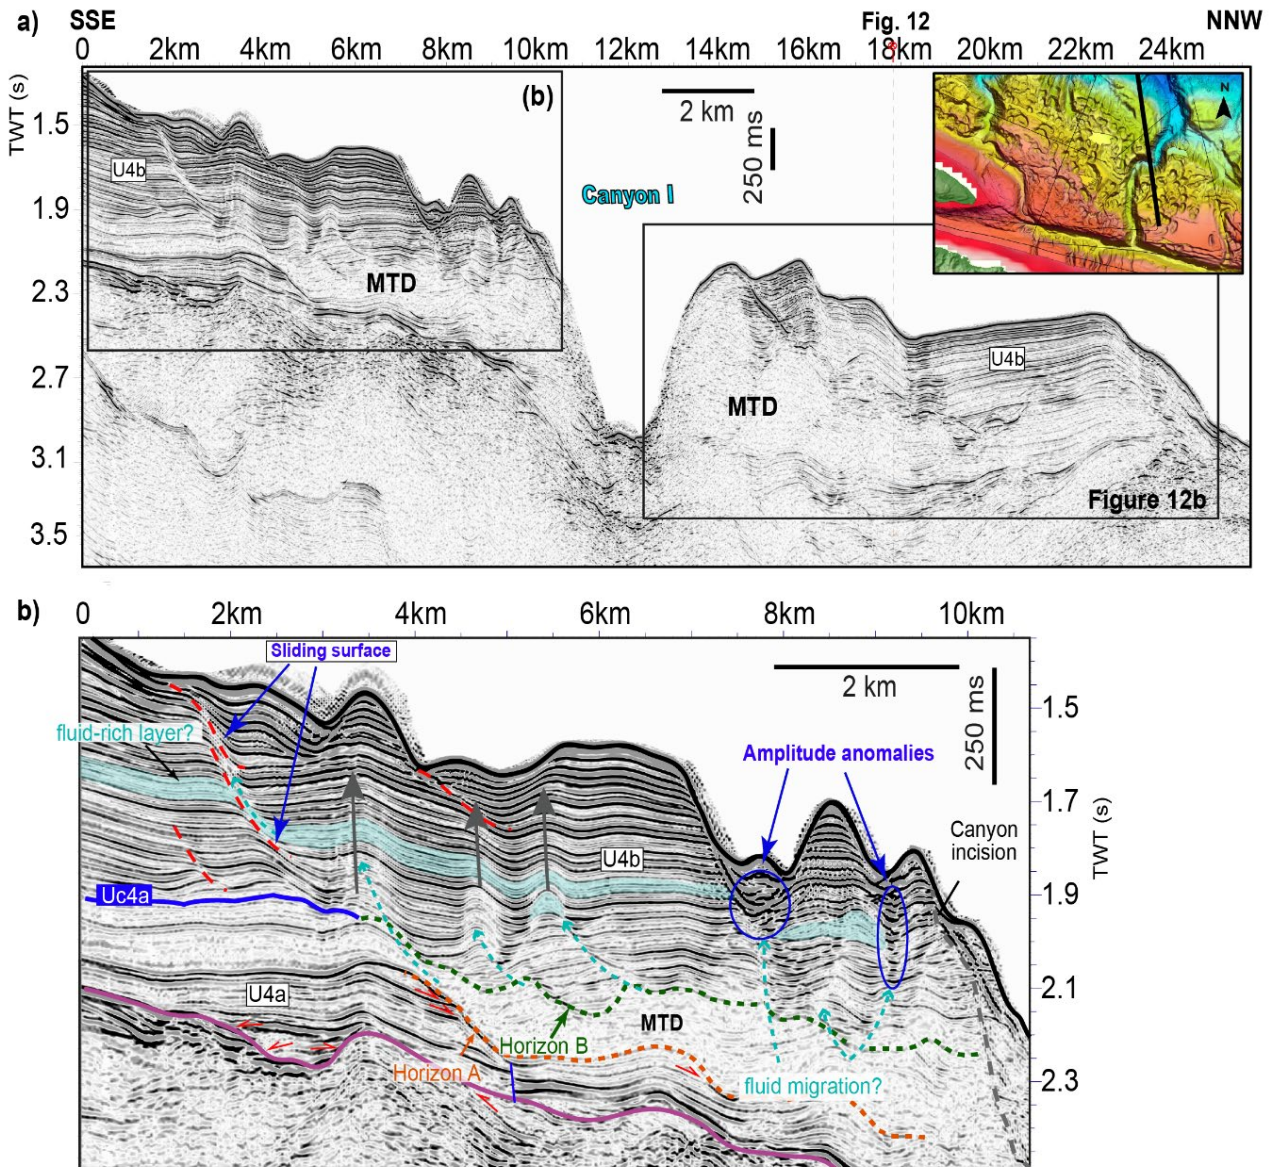 a)
SSE
Fig. 12
NNW
0 2km 4km 6km 8km 10km 12km 14km 16km 18km 20km 22km 24km
TWT (s)
1.5
1.9
2.3
2.7
3.1
3.5
(b)
2 km
250 ms
N
U4b
Canyon I
MTD
U4b
MTD
Figure 12b
b)
0 2km 4km 6km 8km 10km
Sliding surface
2 km
250 ms
fluid-rich layer?
Amplitude anomalies
Canyon
incision
U4b
Uc4a
U4a
MTD
Horizon B
Horizon A
fluid migration?
1.5
1.7
1.9
2.1
2.3
TWT (s)